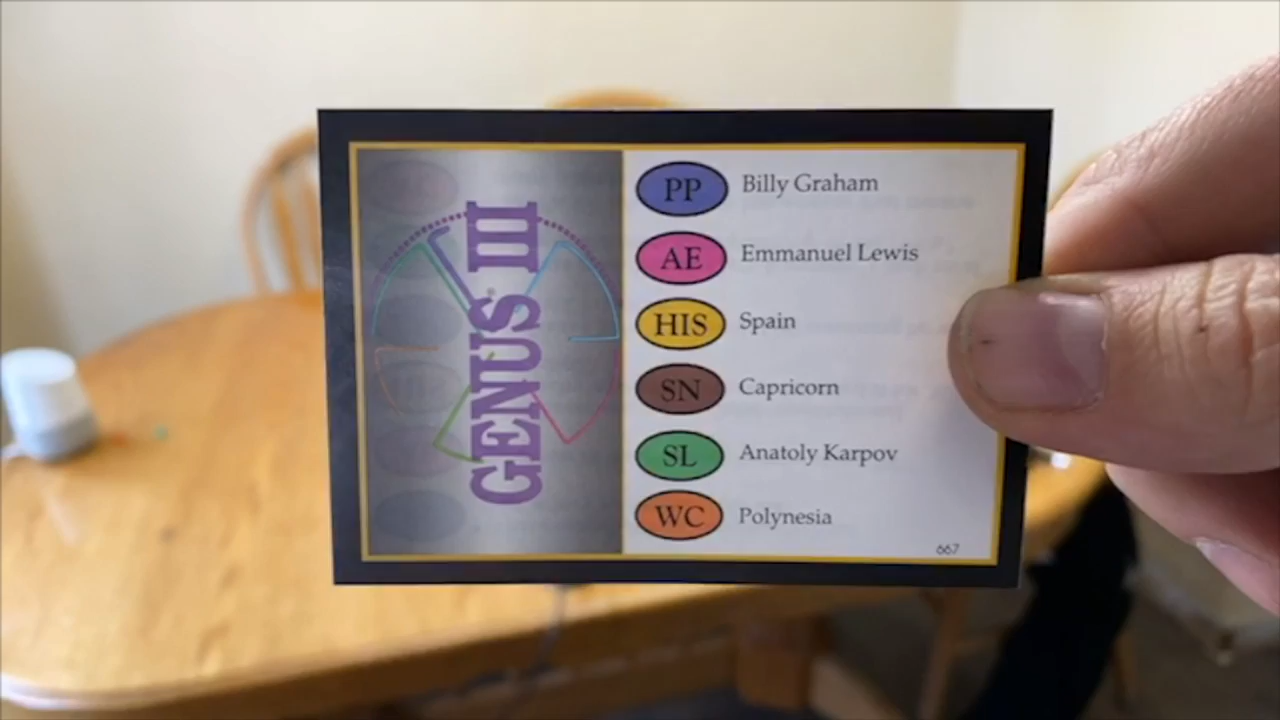 GENUS III
PP Billy Graham
AE Emmanuel Lewis
HIS Spain
SN Capricorn
SL Anatoly Karpov
WC Polynesia
667